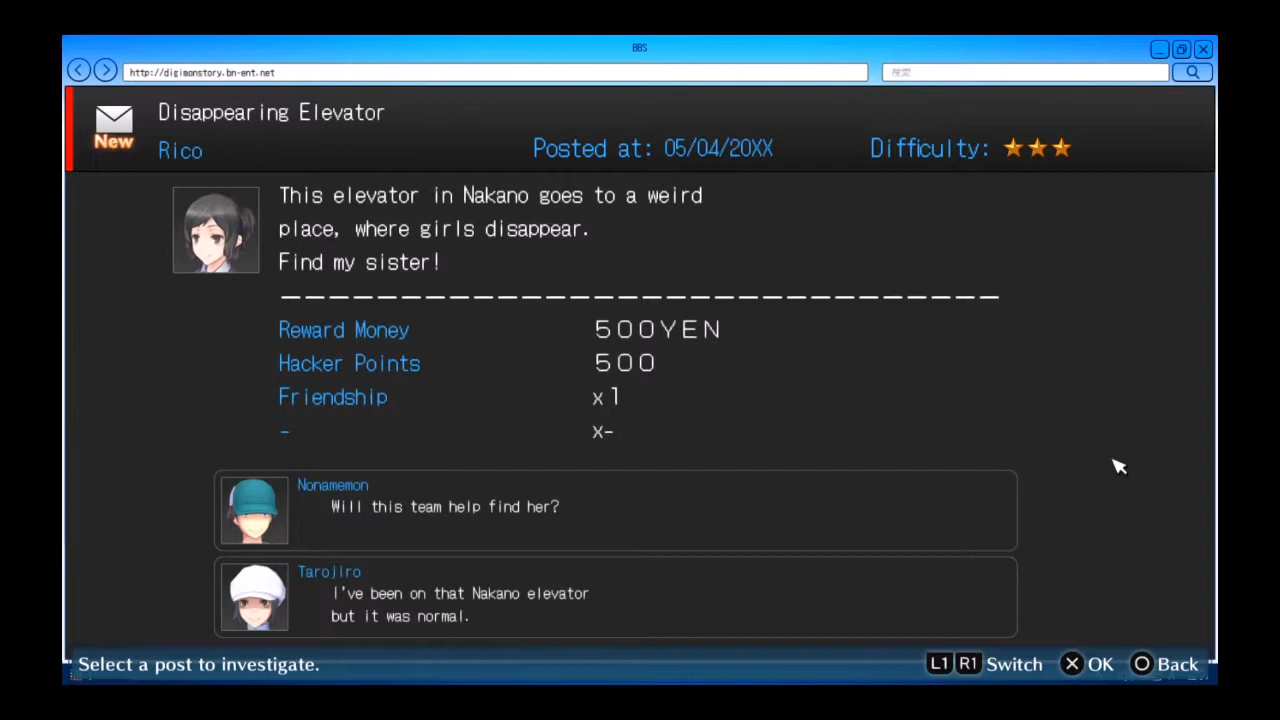 BBS
http://digimonstory.bn-ent.net
検索
Disappearing Elevator
New
Rico
Posted at: 05/04/20XX
Difficulty:
This elevator in Nakano goes to a weird
place, where girls disappear.
Find my sister!
Reward Money 500YEN
Hacker Points 500
Friendship x1
- x-
Nonamemon
Will this team help find her?
Tarojiro
I've been on that Nakano elevator
but it was normal.
Select a post to investigate.
L1 R1 Switch OK Back